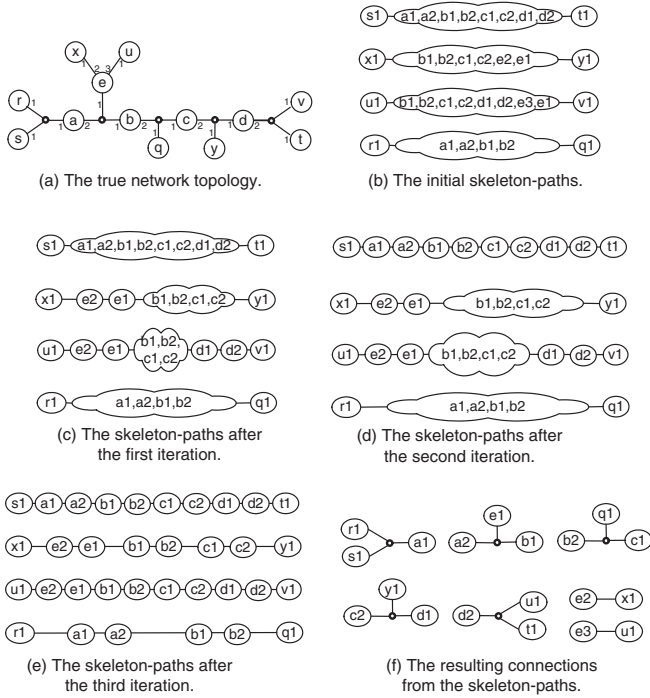 x u
1 2 3 1
e
r 1 1 1 v
1 a 2 1 b 2 1 c 2 1 d 2
s 1 1 1 1 t
q y
(a) The true network topology.
s1 a1,a2,b1,b2,c1,c2,d1,d2 t1
x1 b1,b2,c1,c2,e2,e1 y1
u1 b1,b2,c1,c2,d1,d2,e3,e1 v1
r1 a1,a2,b1,b2 q1
(b) The initial skeleton-paths.
s1 a1,a2,b1,b2,c1,c2,d1,d2 t1
x1 e2 e1 b1,b2,c1,c2 y1
u1 e2 e1 b1,b2, c1,c2 d1 d2 v1
r1 a1,a2,b1,b2 q1
(c) The skeleton-paths after
the first iteration.
s1 a1 a2 b1 b2 c1 c2 d1 d2 t1
x1 e2 e1 b1,b2,c1,c2 y1
u1 e2 e1 b1,b2,c1,c2 d1 d2 v1
r1 a1,a2,b1,b2 q1
(d) The skeleton-paths after
the second iteration.
s1 a1 a2 b1 b2 c1 c2 d1 d2 t1
x1 e2 e1 b1 b2 c1 c2 y1
u1 e2 e1 b1 b2 c1 c2 d1 d2 v1
r1 a1 a2 b1 b2 q1
(e) The skeleton-paths after
the third iteration.
r1 s1 a1
e1 a2 b1
q1 b2 c1
y1 c2 d1
d2 u1 t1
e2 x1
e3 u1
(f) The resulting connections
from the skeleton-paths.